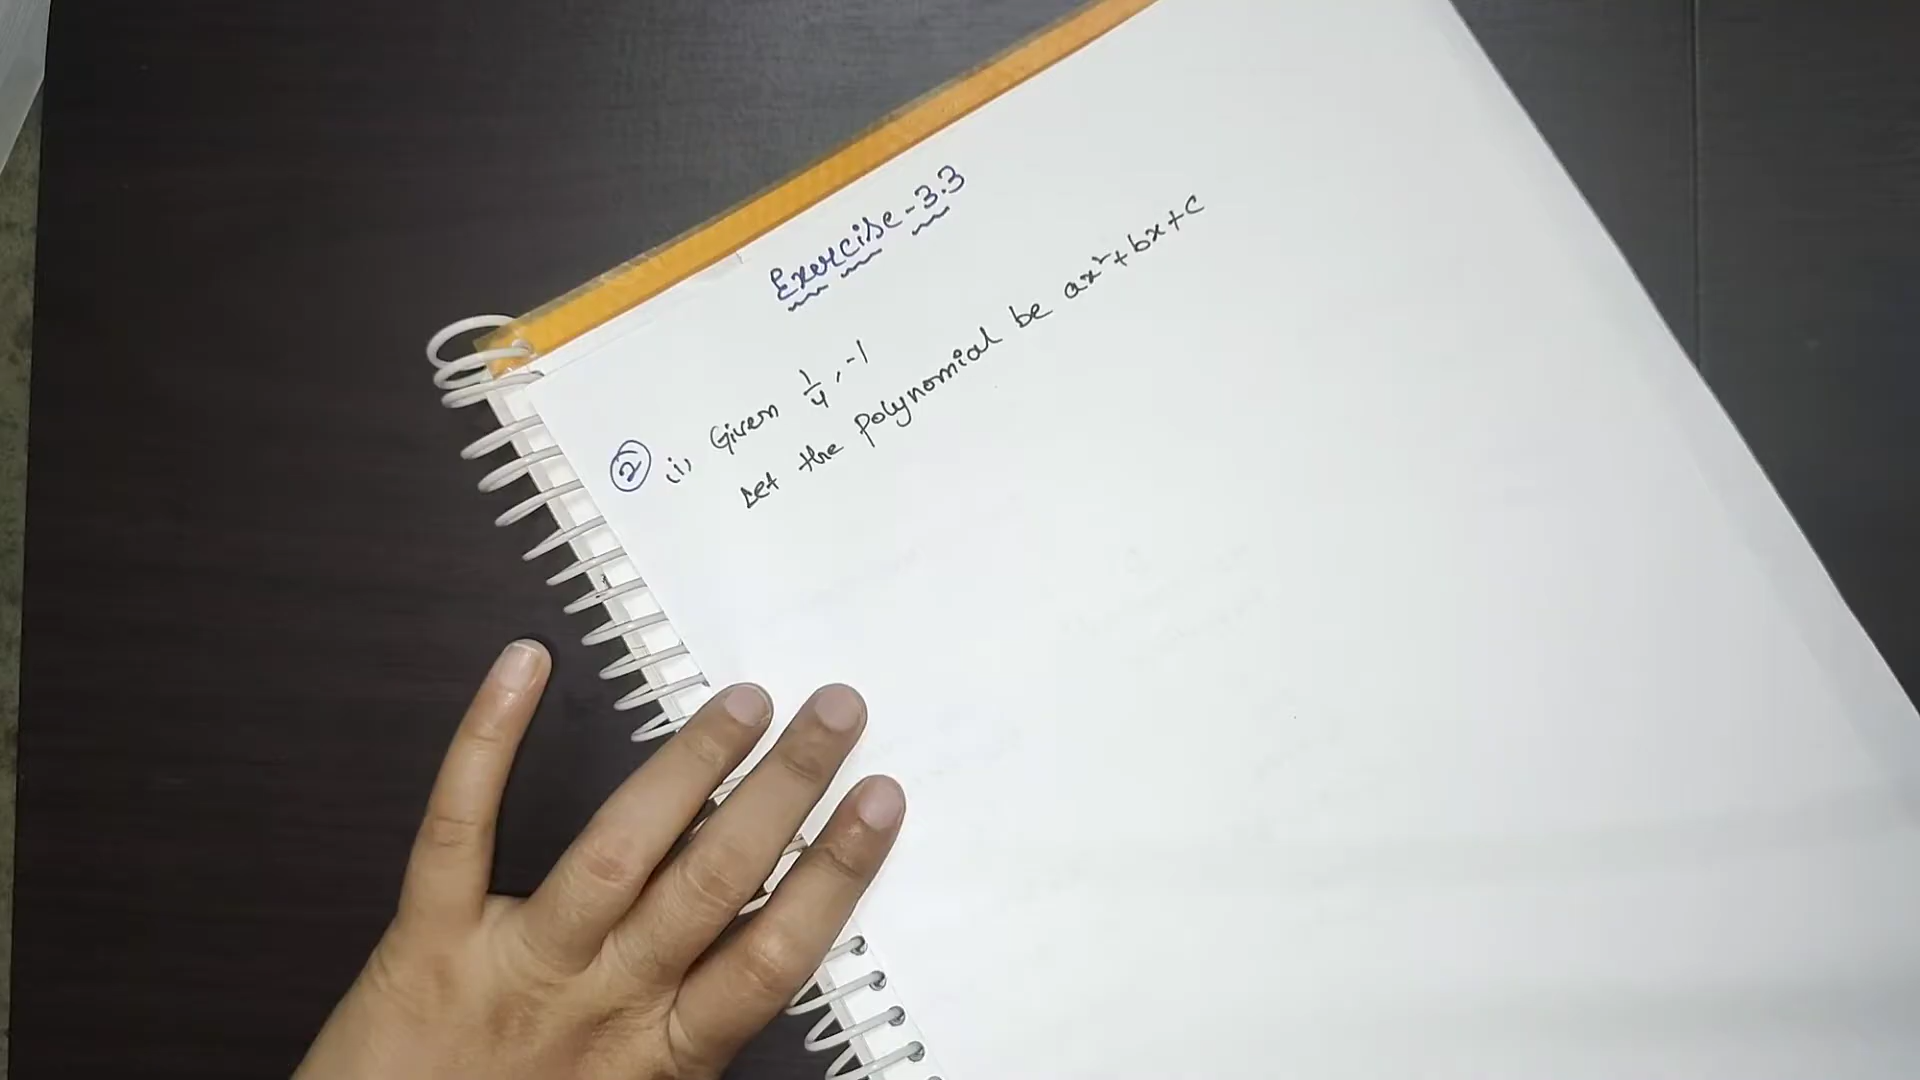 Exercise-3.3
② (i) Given 1/4, -1
Let the polynomial be ax²+bx+c